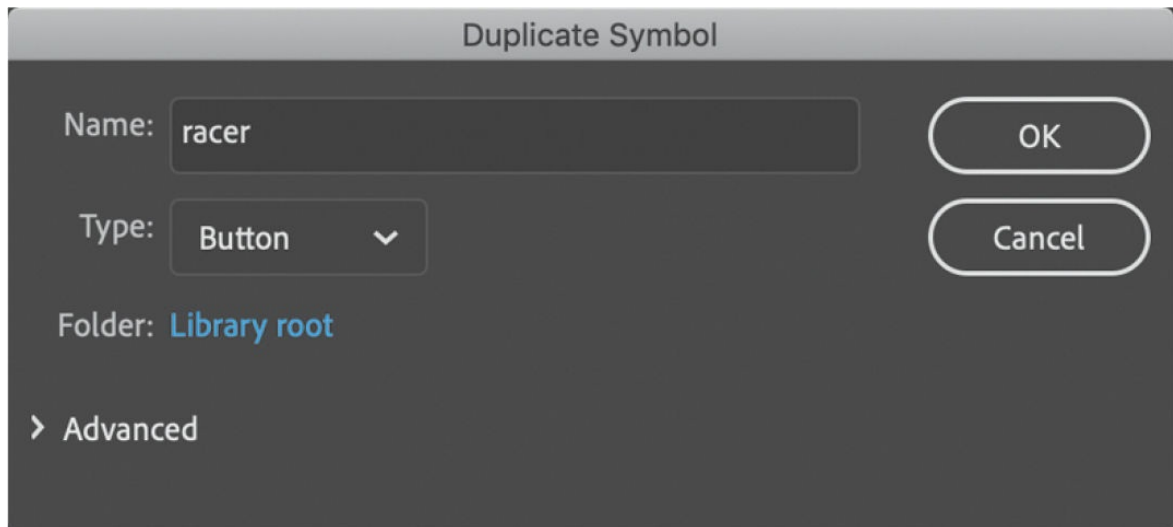 Duplicate Symbol
Name: racer
OK
Type: Button
Cancel
Folder: Library root
Advanced